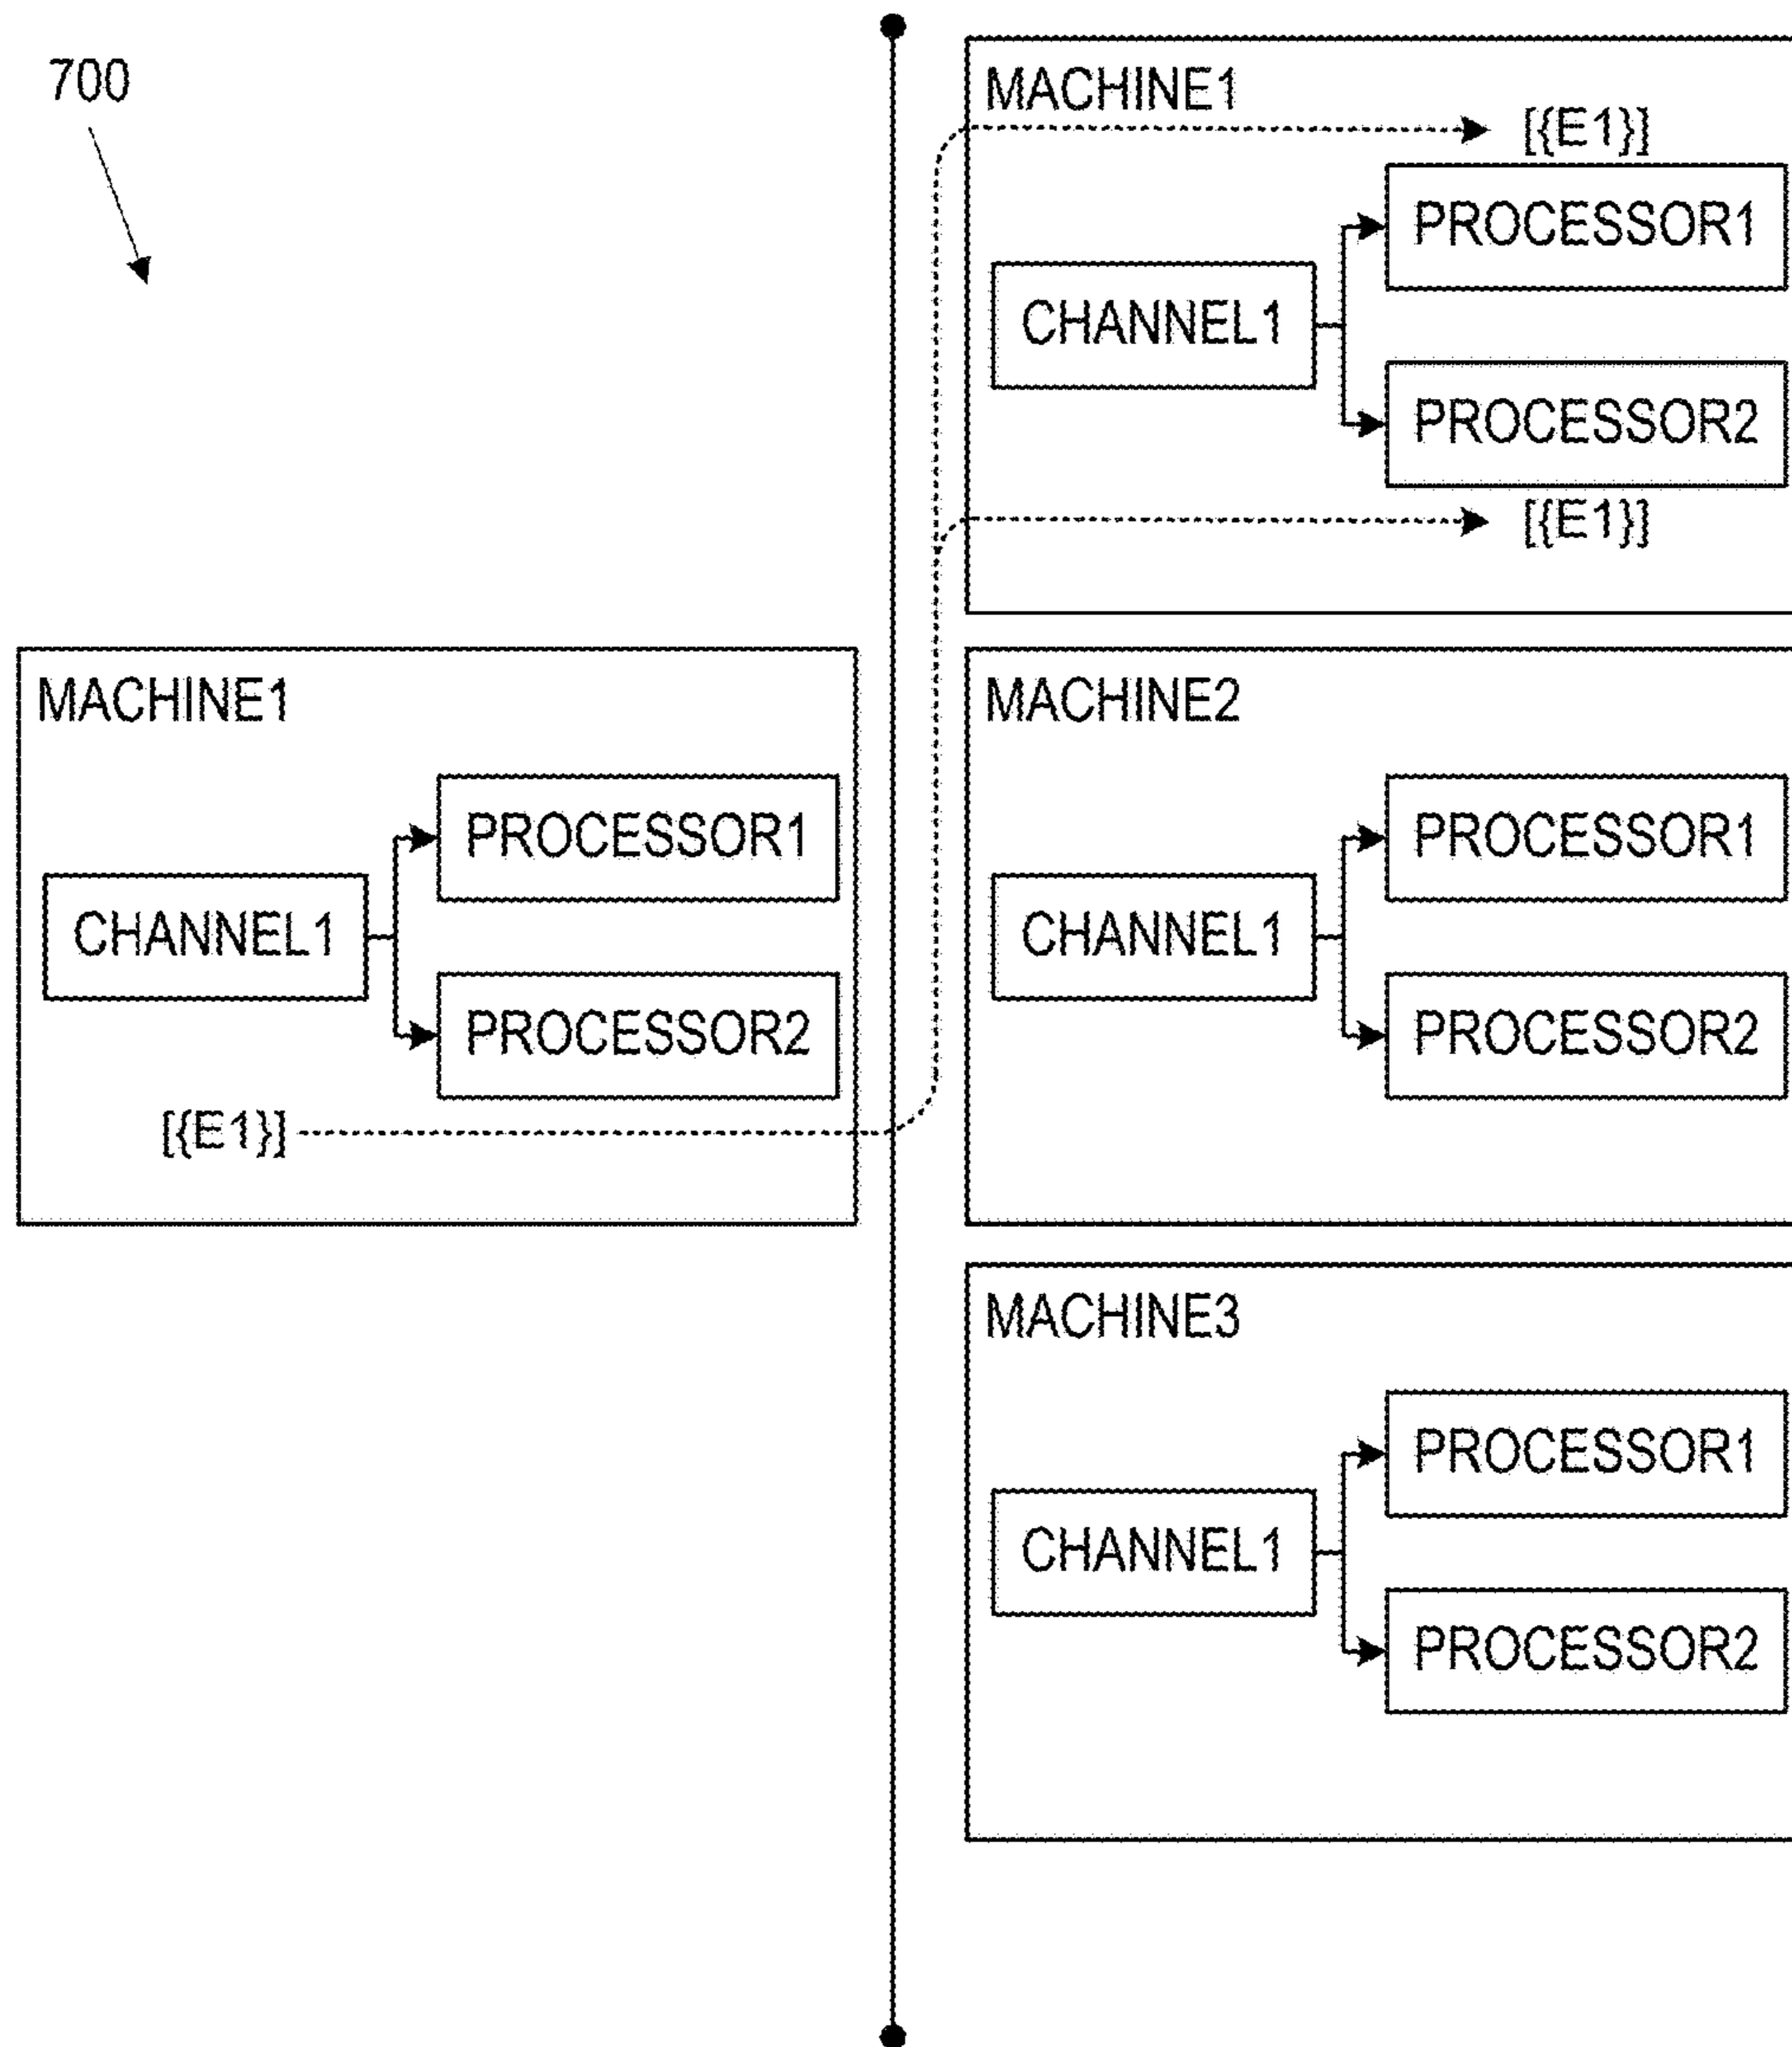 700
MACHINE1
CHANNEL1
PROCESSOR1
PROCESSOR2
[{E1}]
MACHINE1
[{E1}]
PROCESSOR1
CHANNEL1
PROCESSOR2
[{E1}]
MACHINE2
PROCESSOR1
CHANNEL1
PROCESSOR2
MACHINE3
PROCESSOR1
CHANNEL1
PROCESSOR2